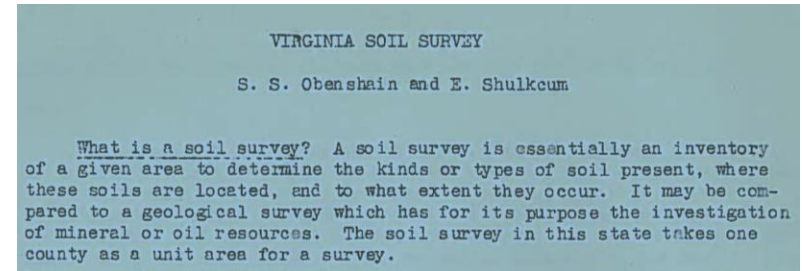 VIRGINIA SOIL SURVEY
S. S. Obenshain and E. Shulkcum
What is a soil survey? A soil survey is essentially an inventory
of a given area to determine the kinds or types of soil present, where
these soils are located, and to what extent they occur. It may be com-
pared to a geological survey which has for its purpose the investigation
of mineral or oil resources. The soil survey in this state takes one
county as a unit area for a survey.